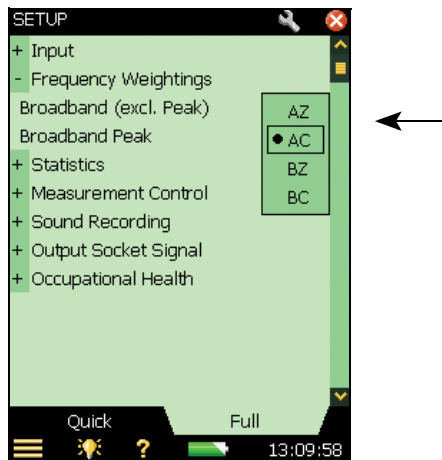 SETUP
+ Input
- Frequency Weightings
Broadband (excl. Peak)
AZ
• AC
BZ
BC
Broadband Peak
+ Statistics
+ Measurement Control
+ Sound Recording
+ Output Socket Signal
+ Occupational Health
Quick
Full
? 13:09:58